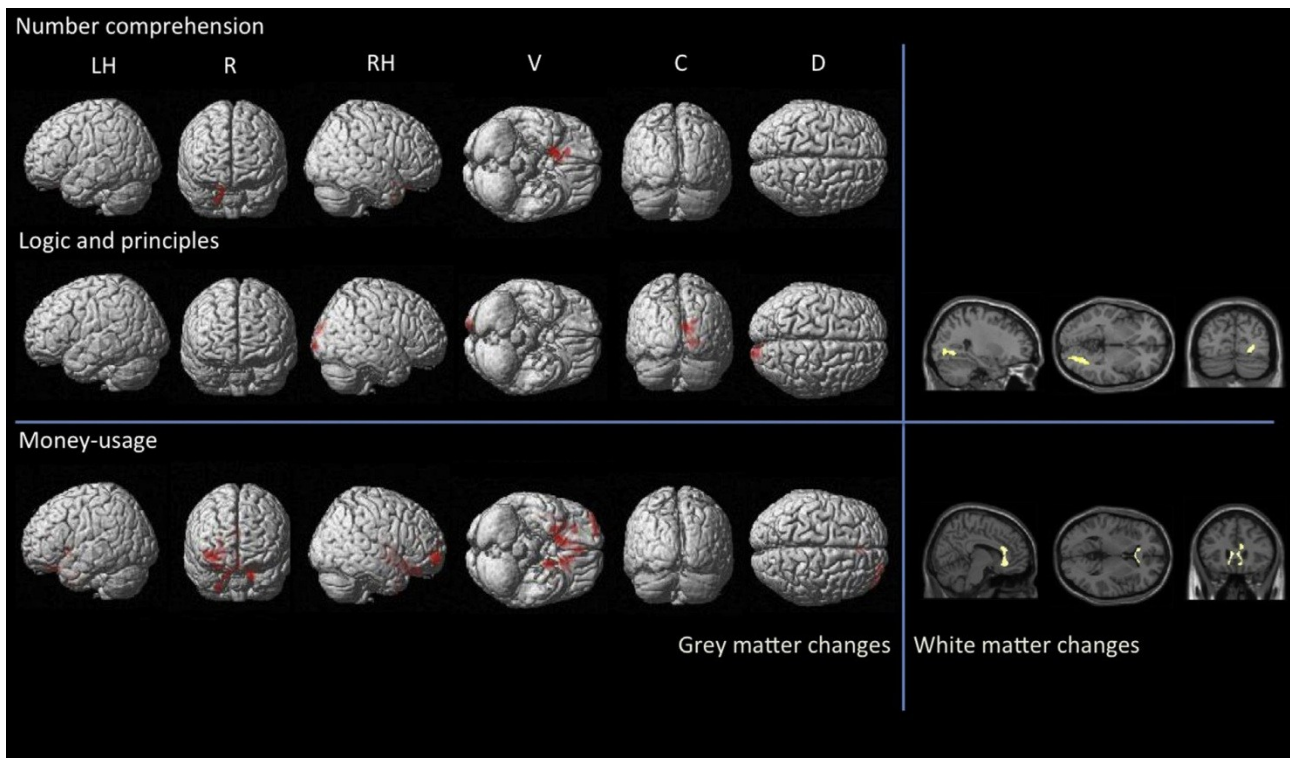 Number comprehension
LH R RH V C D
Logic and principles
Money-usage
Grey matter changes White matter changes